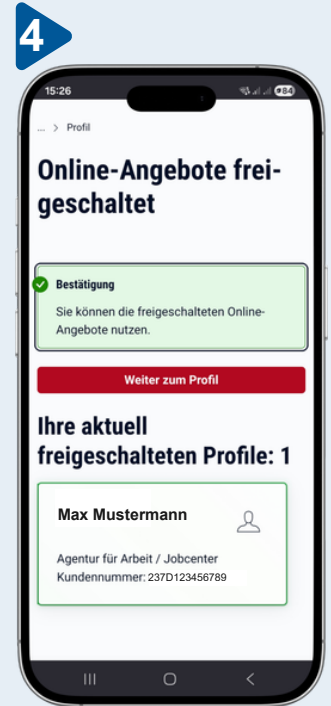 4
15:26
84
... > Profil
Online-Angebote frei-
geschaltet
Bestätigung
Sie können die freigeschalteten Online-
Angebote nutzen.
Weiter zum Profil
Ihre aktuell
freigeschalteten Profile: 1
Max Mustermann
Agentur für Arbeit / Jobcenter
Kundennummer: 237D123456789